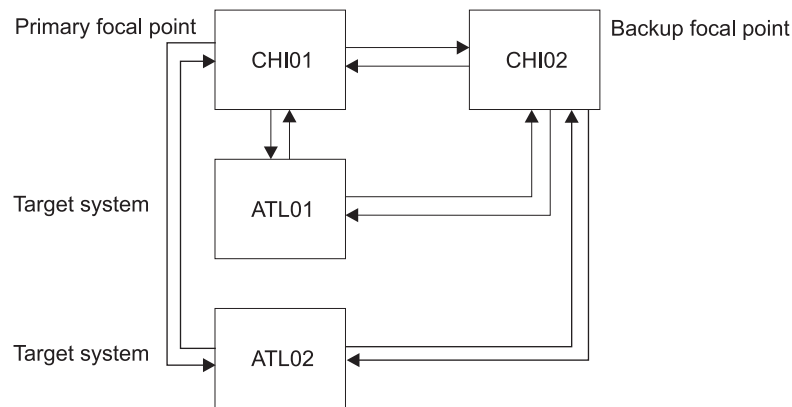 Primary focal point
CHI01
CHI02
Backup focal point
Target system
ATL01
Target system
ATL02